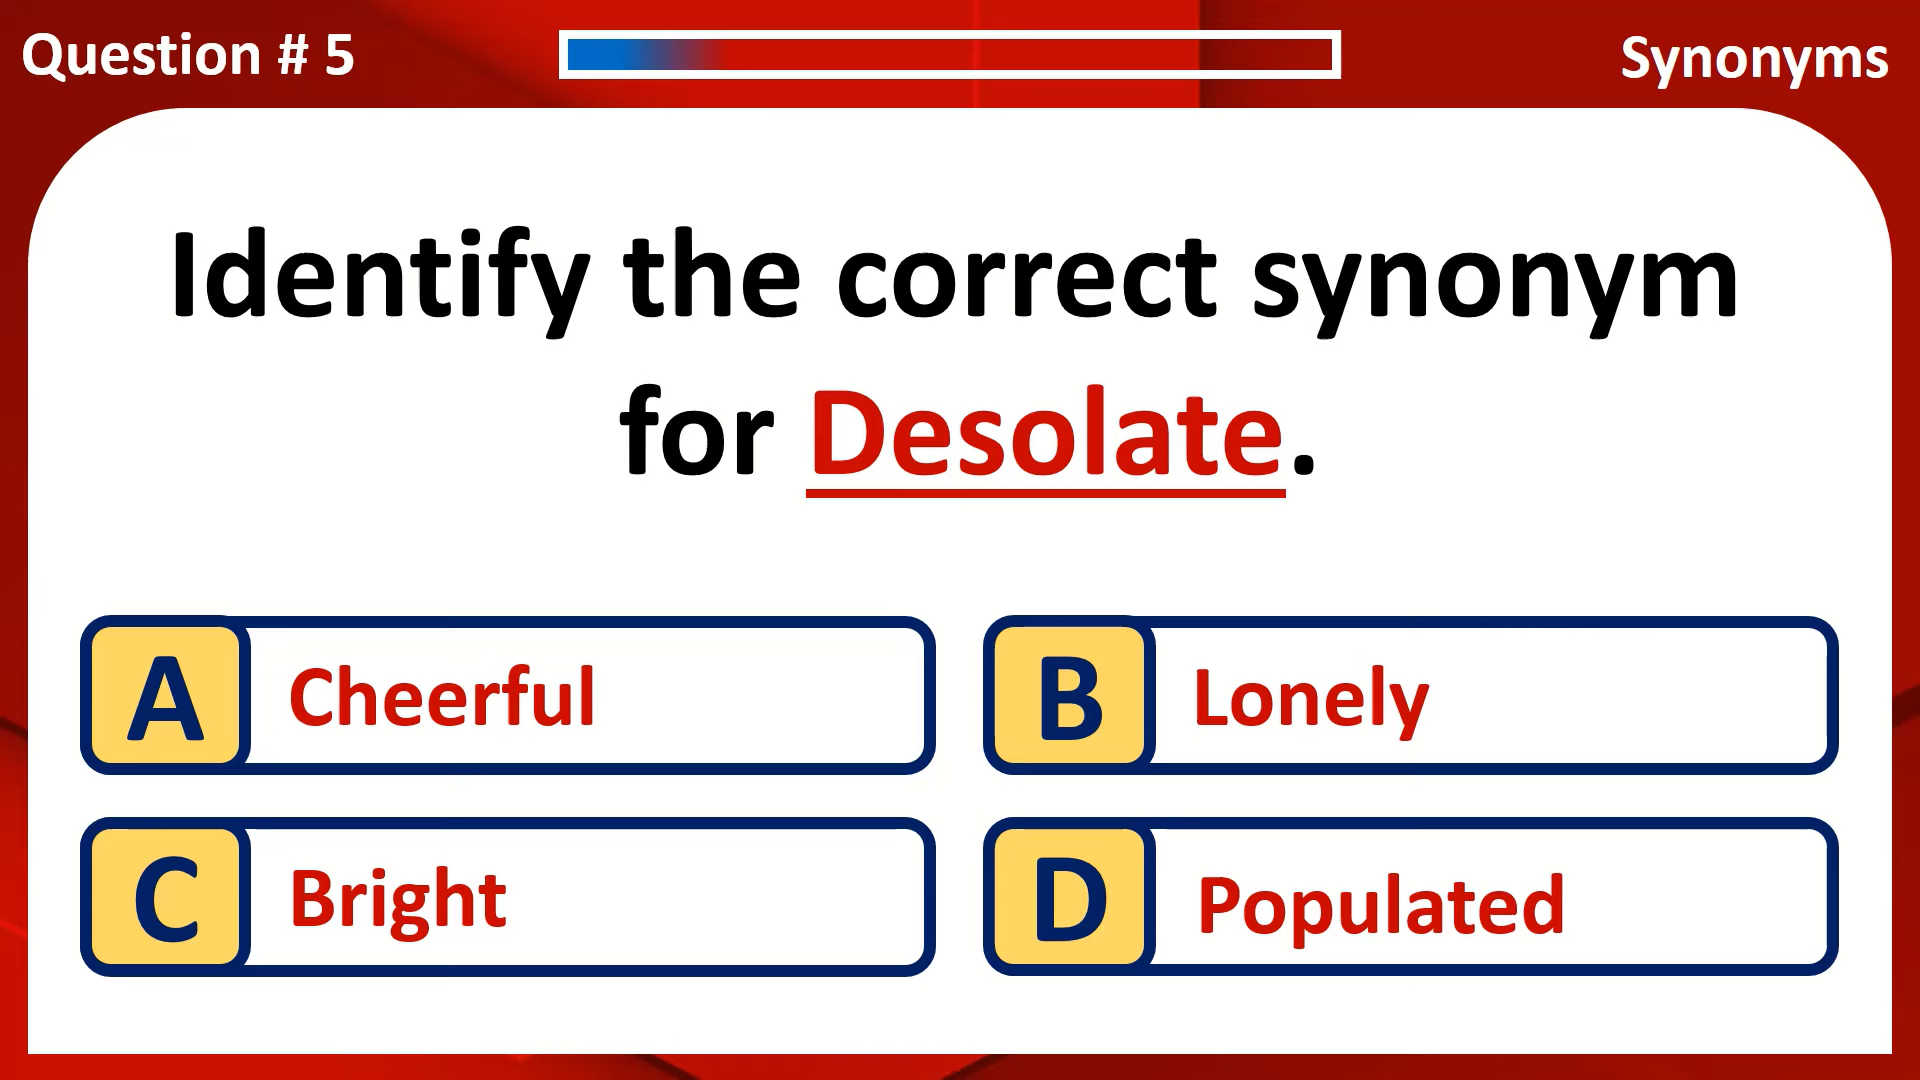 Question # 5
Synonyms
Identify the correct synonym
for Desolate.
A Cheerful
B Lonely
C Bright
D Populated